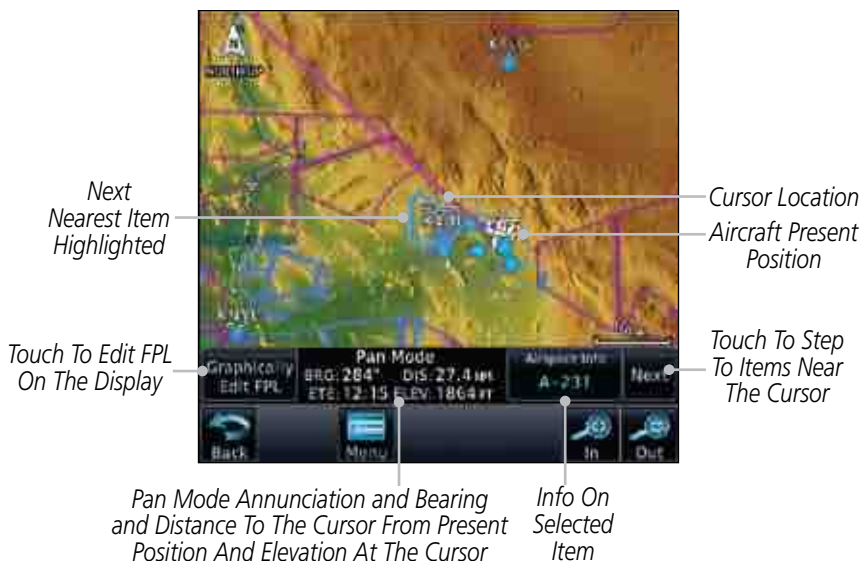 N
NORTH UP
Next
Nearest Item
Highlighted
Cursor Location
Aircraft Present
Position
Touch To Edit FPL
On The Display
Graphically
Edit FPL
Pan Mode
BRG: 284° DIS: 27.4 NM
ETE: 12:15 ELEV: 1864 FT
Airspace Info
A-231
Next
Touch To Step
To Items Near
The Cursor
Back
Menu
In
Out
Pan Mode Annunciation and Bearing
and Distance To The Cursor From Present
Position And Elevation At The Cursor
Info On
Selected
Item